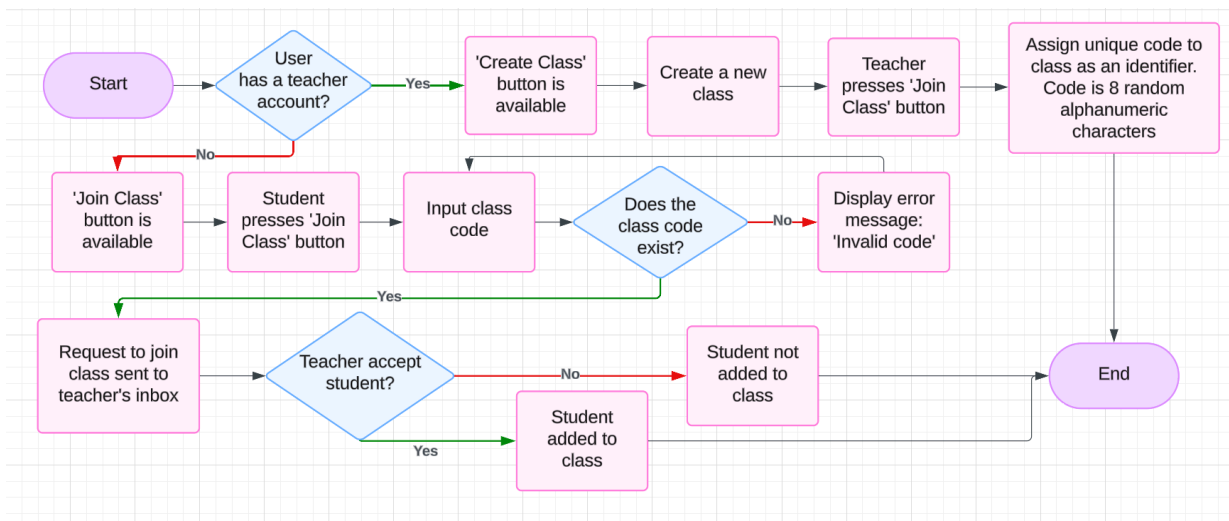 Start
User
has a teacher
account?
Yes
'Create Class'
button is
available
Create a new
class
Teacher
presses 'Join
Class' button
Assign unique code to
class as an identifier.
Code is 8 random
alphanumeric
characters
No
'Join Class'
button is
available
Student
presses 'Join
Class' button
Input class
code
Does the
class code
exist?
No
Display error
message:
'Invalid code'
Yes
Request to join
class sent to
teacher's inbox
Teacher accept
student?
No
Student not
added to
class
Yes
Student
added to
class
End